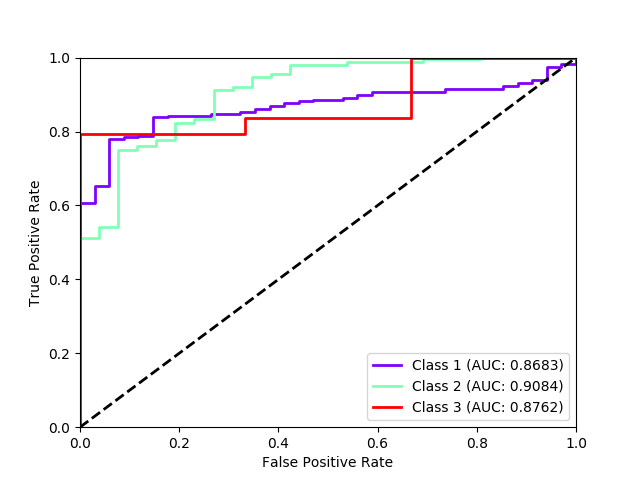 1.0
0.8
0.6
0.4
0.2
0.0
True Positive Rate
0.0 0.2 0.4 0.6 0.8 1.0
False Positive Rate
Class 1 (AUC: 0.8683)
Class 2 (AUC: 0.9084)
Class 3 (AUC: 0.8762)